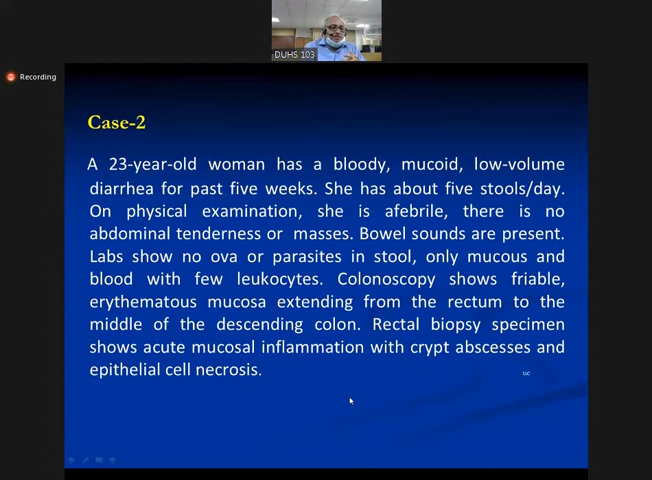 DUHS 103
Recording
Case-2
A 23-year-old woman has a bloody, mucoid, low-volume
diarrhea for past five weeks. She has about five stools/day.
On physical examination, she is afebrile, there is no
abdominal tenderness or masses. Bowel sounds are present.
Labs show no ova or parasites in stool, only mucous and
blood with few leukocytes. Colonoscopy shows friable,
erythematous mucosa extending from the rectum to the
middle of the descending colon. Rectal biopsy specimen
shows acute mucosal inflammation with crypt abscesses and
epithelial cell necrosis.
uc